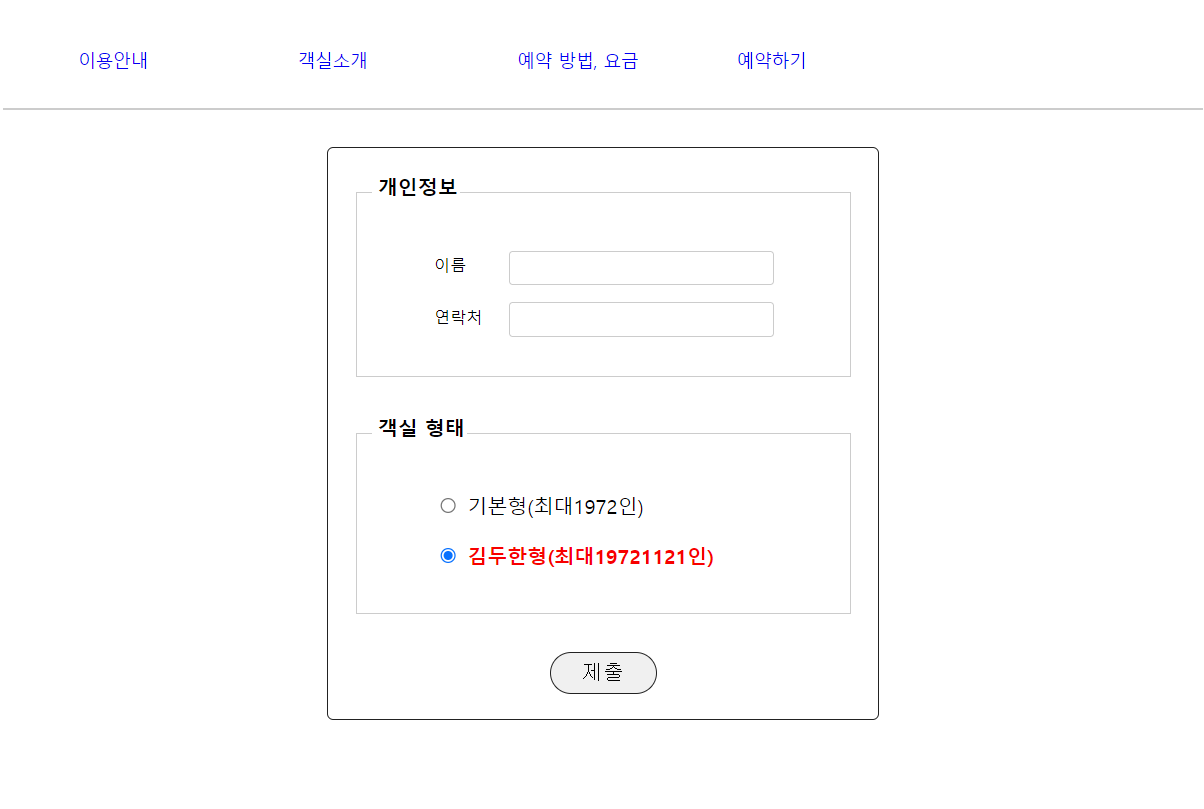 이용안내 객실소개 예약 방법, 요금 예약하기
개인정보
이름
연락처
객실 형태
기본형(최대1972인)
김두한형(최대19721121인)
제출